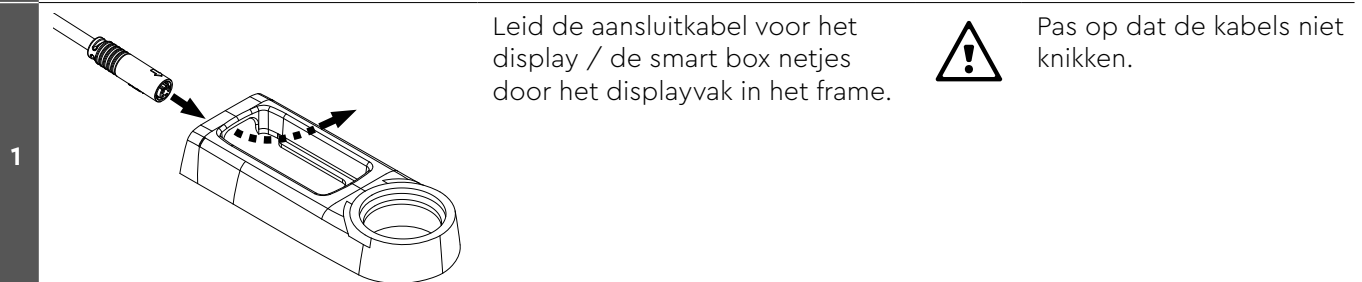 1
Leid de aansluitkabel voor het
display / de smart box netjes
door het displayvak in het frame.
Pas op dat de kabels niet
knikken.